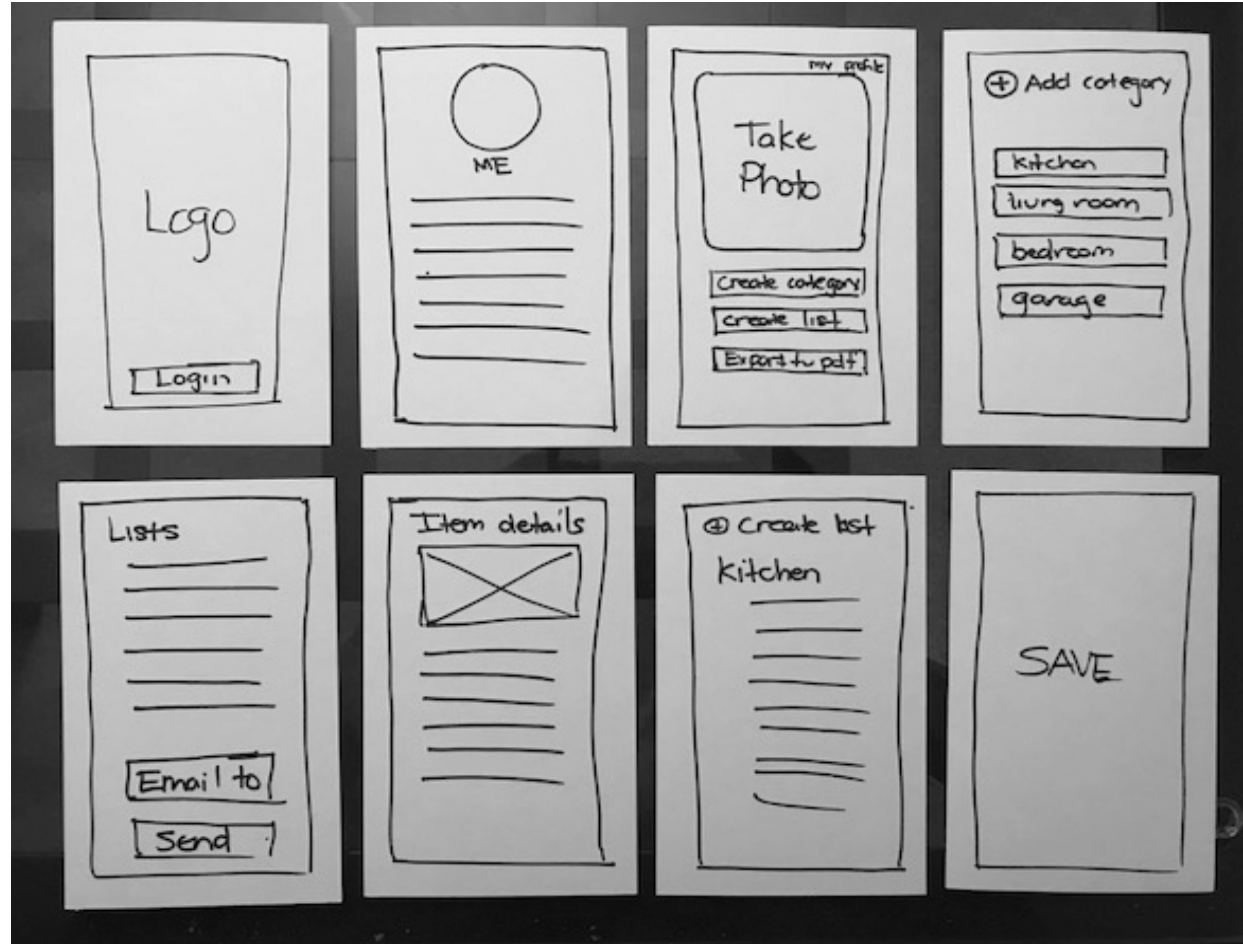 Logo
Login
ME
my profile
Take
Photo
Create category
create list
Export to pdf
+ Add category
kitchen
living room
bedroom
garage
Lists
Email to
Send
Item details
+ Create list
Kitchen
SAVE